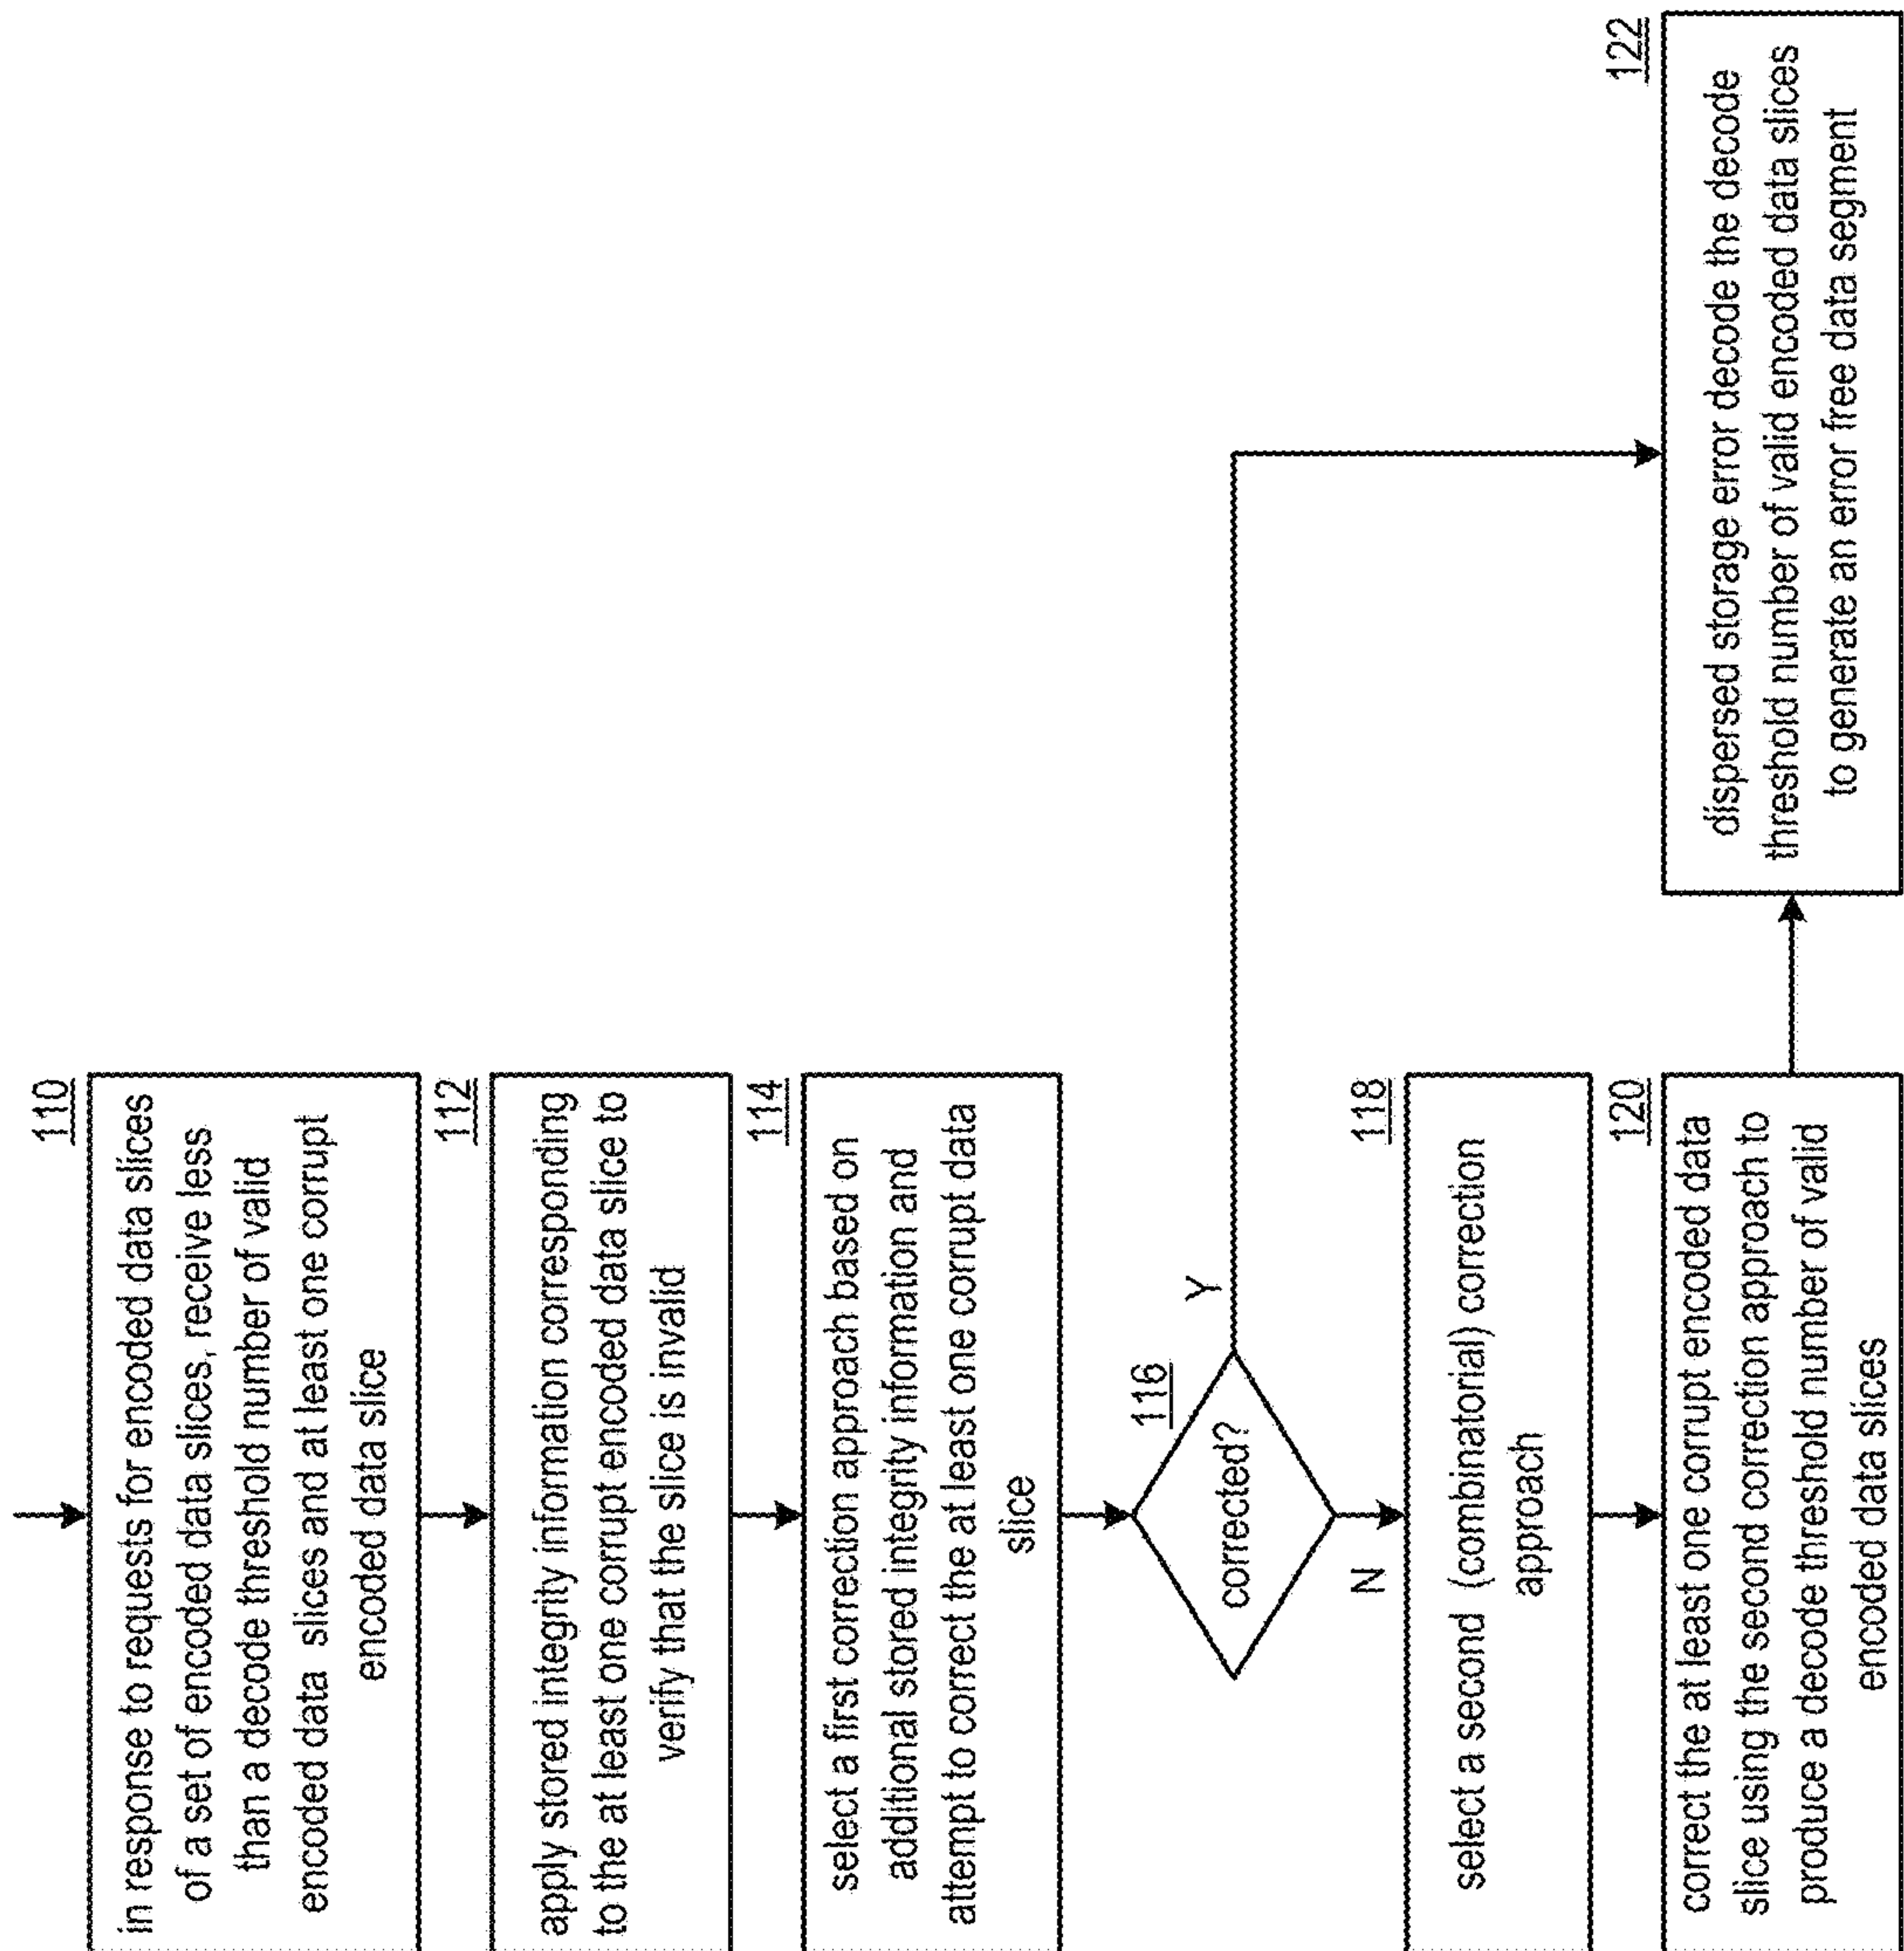 110
in response to requests for encoded data slices
of a set of encoded data slices, receive less
than a decode threshold number of valid
encoded data slices and at least one corrupt
encoded data slice
112
apply stored integrity information corresponding
to the at least one corrupt encoded data slice to
verify that the slice is invalid
114
select a first correction approach based on
additional stored integrity information and
attempt to correct the at least one corrupt data
slice
116
corrected?
Y
N
118
select a second (combinatorial) correction
approach
120
correct the at least one corrupt encoded data
slice using the second correction approach to
produce a decode threshold number of valid
encoded data slices
122
dispersed storage error decode the decode
threshold number of valid encoded data slices
to generate an error free data segment